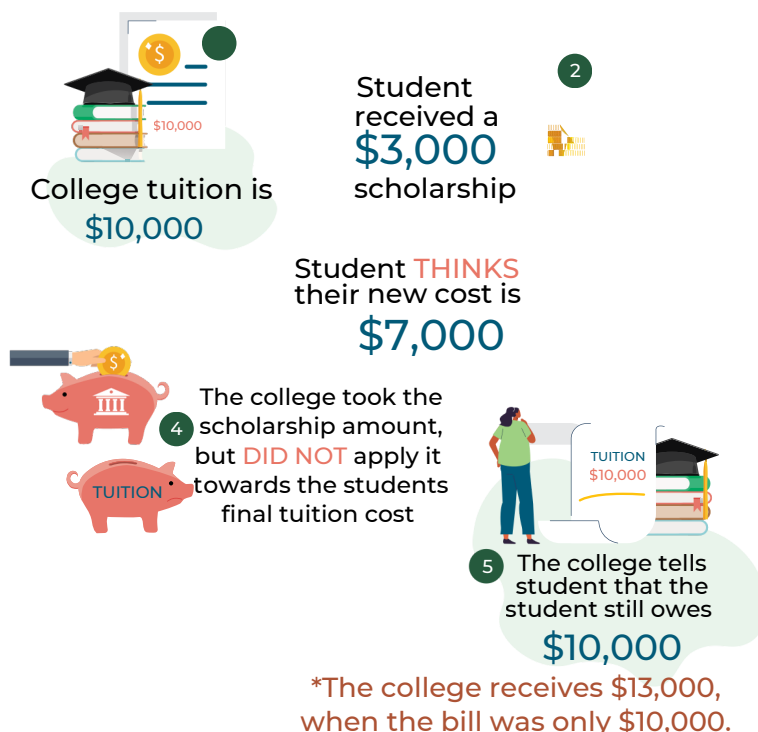 $
$10,000
College tuition is
$10,000
2
Student
received a
$3,000
scholarship
Student THINKS
their new cost is
$7,000
$
4
The college took the
scholarship amount,
but DID NOT apply it
towards the students
final tuition cost
TUITION
TUITION
$10,000
5
The college tells
student that the
student still owes
$10,000
*The college receives $13,000,
when the bill was only $10,000.